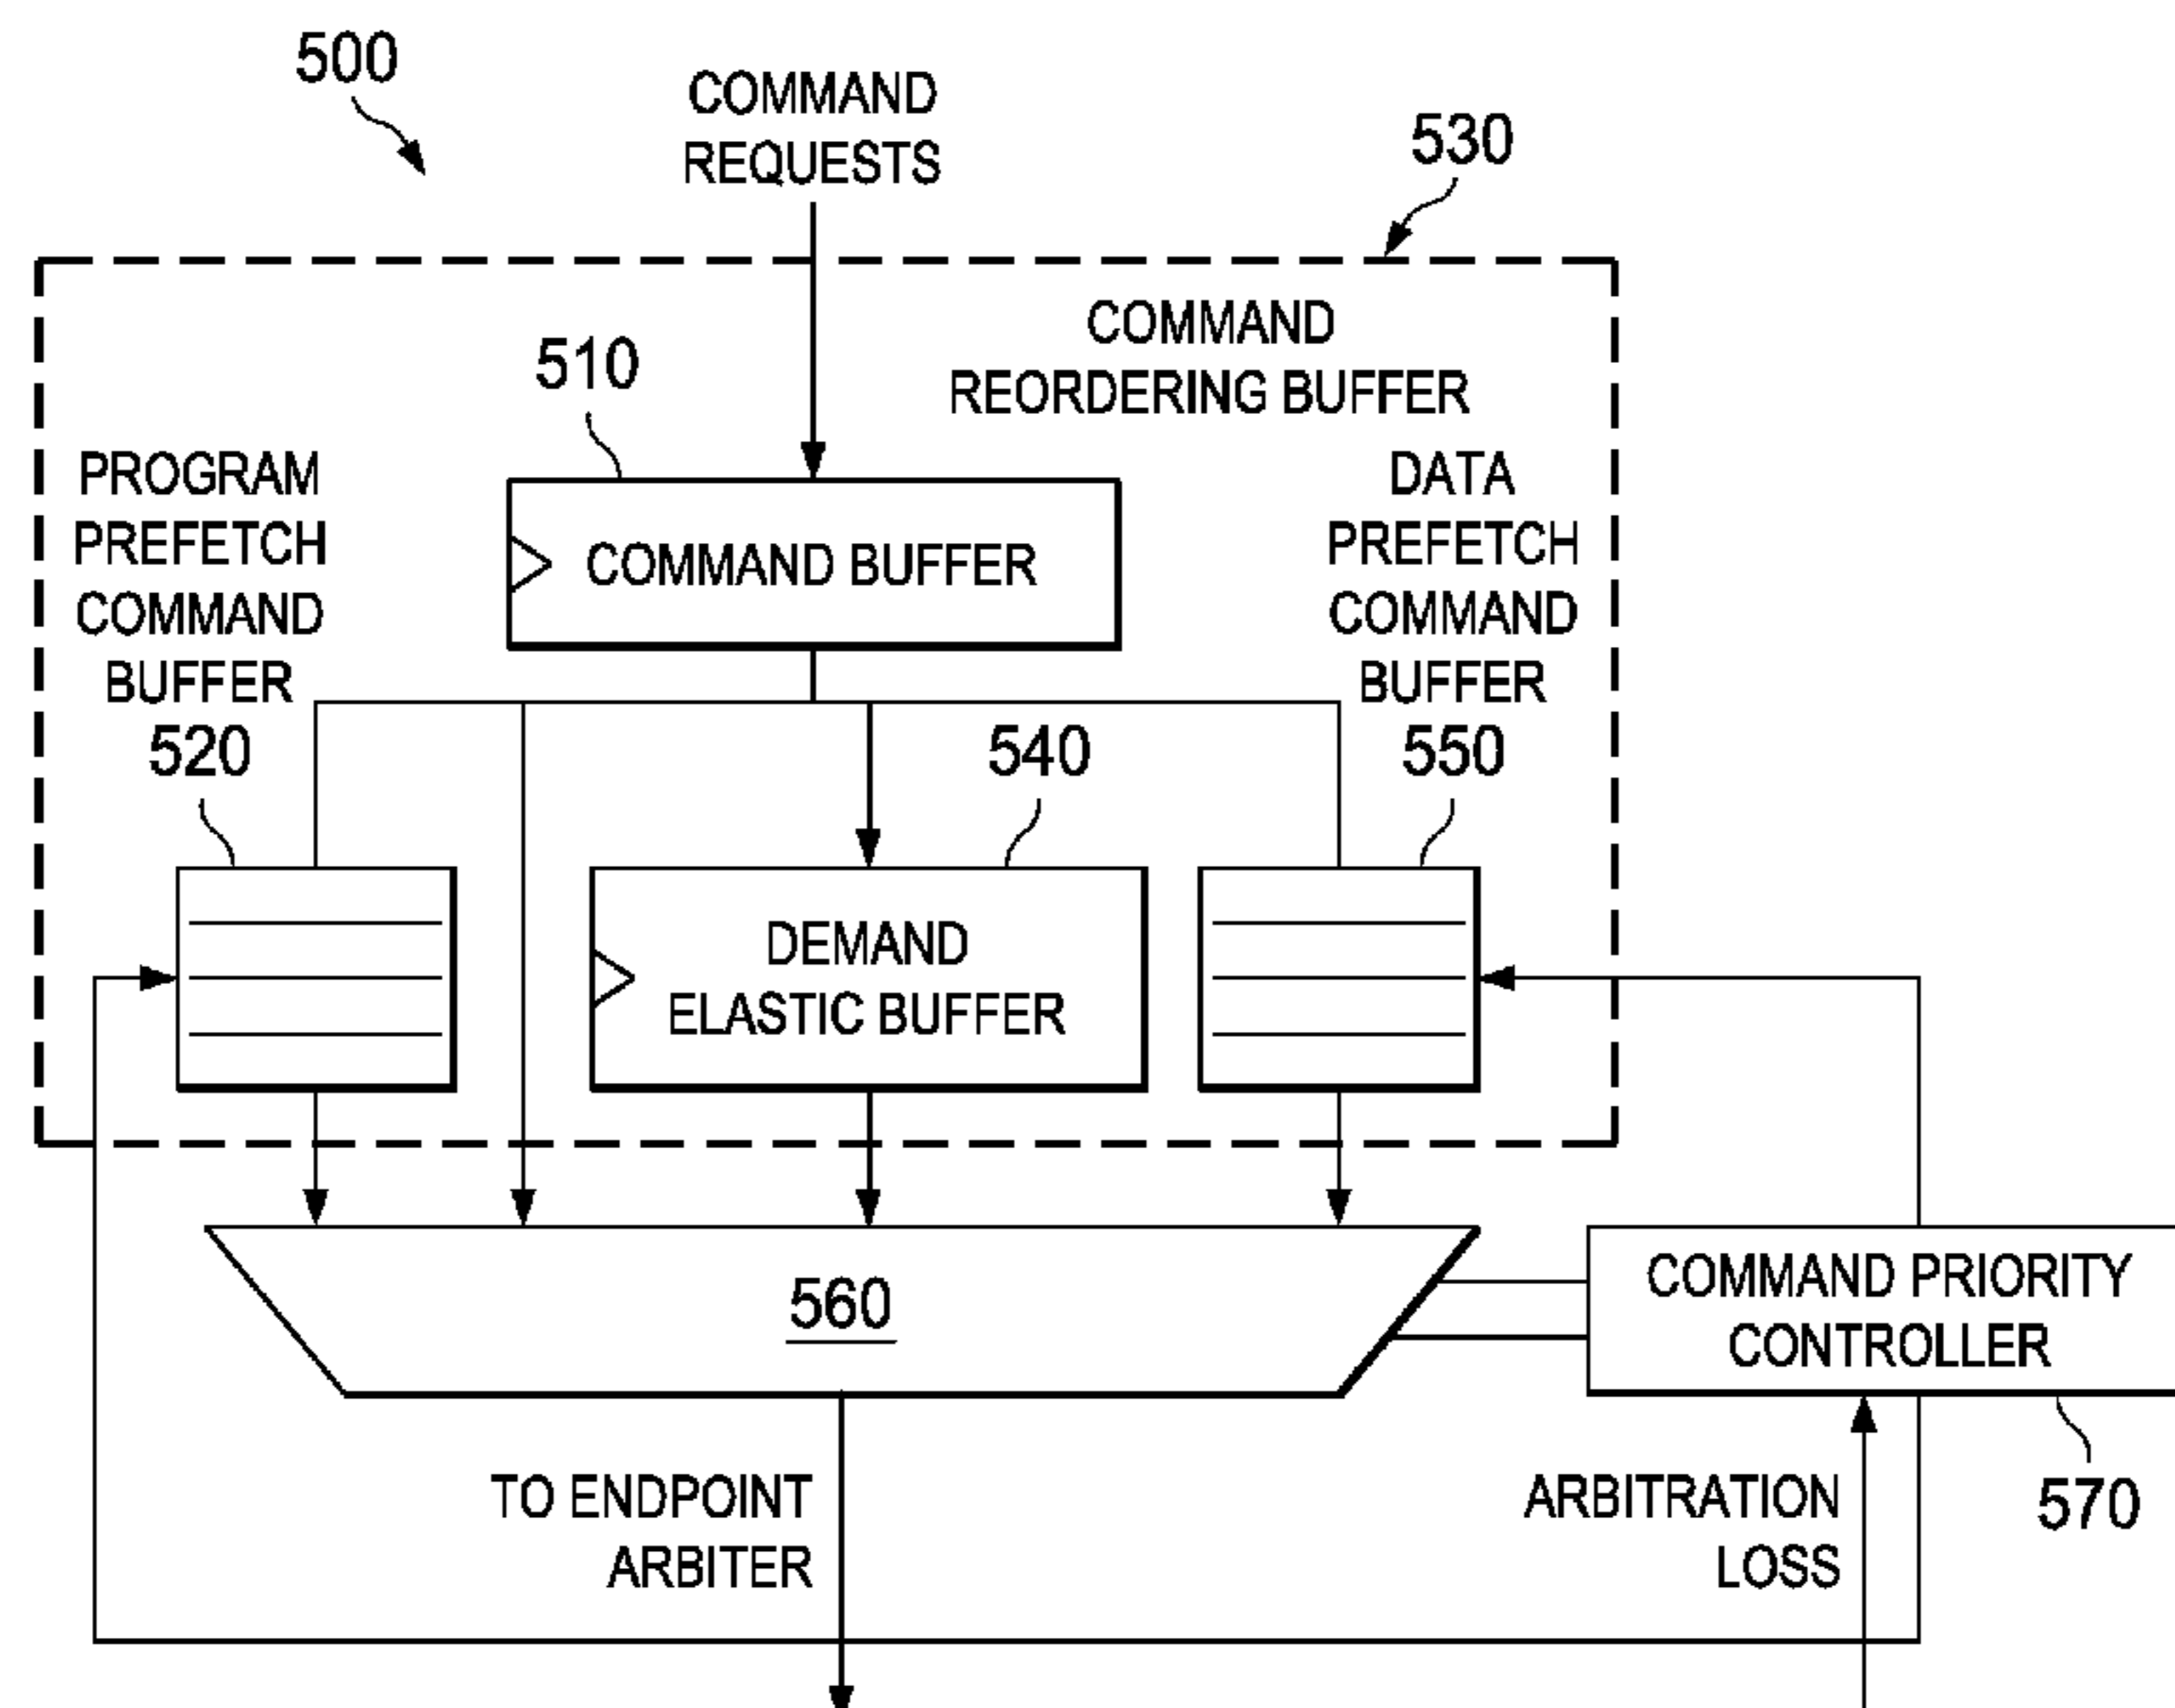 500
COMMAND
REQUESTS
530
COMMAND
REORDERING BUFFER
510
PROGRAM
PREFETCH
COMMAND
BUFFER
520
COMMAND BUFFER
DATA
PREFETCH
COMMAND
BUFFER
550
540
DEMAND
ELASTIC BUFFER
560
COMMAND PRIORITY
CONTROLLER
570
TO ENDPOINT
ARBITER
ARBITRATION
LOSS